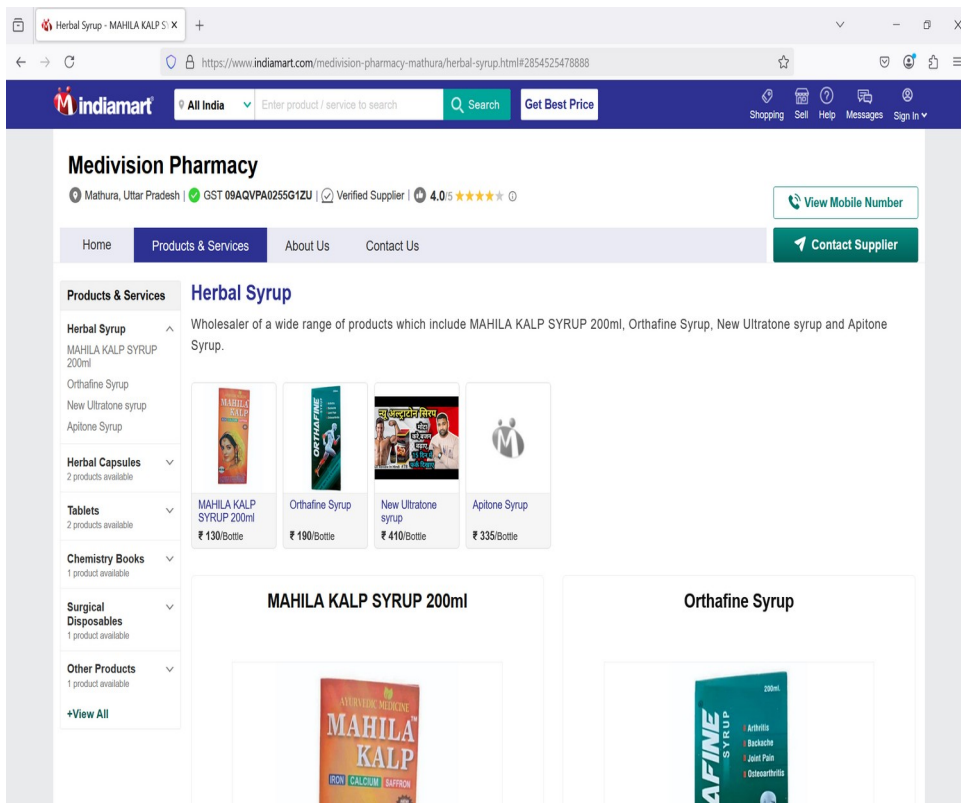 Herbal Syrup - MAHILA KALP S
https://www.indiamart.com/medivision-pharmacy-mathura/herbal-syrup.html#2854525478888
indiamart
All India
Enter product / service to search
Search
Get Best Price
Shopping
Sell
Help
Messages
Sign In
Medivision Pharmacy
Mathura, Uttar Pradesh | GST 09AQVPA0255G1ZU | Verified Supplier | 4.0/5
View Mobile Number
Home
Products & Services
About Us
Contact Us
Contact Supplier
Products & Services
Herbal Syrup
MAHILA KALP SYRUP
200ml
Orthafine Syrup
New Ultratone syrup
Apitone Syrup
Herbal Capsules
2 products available
Tablets
2 products available
Chemistry Books
1 product available
Surgical
Disposables
1 product available
Other Products
1 product available
+View All
Herbal Syrup
Wholesaler of a wide range of products which include MAHILA KALP SYRUP 200ml, Orthafine Syrup, New Ultratone syrup and Apitone
Syrup.
MAHILA
KALP
ORTHAFINE
न्यू अल्ट्राटोन सिरप
मोटा
करे,वजन
बढ़ाए
15 दिन में
फर्क दिखाए
MAHILA KALP
SYRUP 200ml
₹ 130/Bottle
Orthafine Syrup
₹ 190/Bottle
New Ultratone
syrup
₹ 410/Bottle
Apitone Syrup
₹ 335/Bottle
MAHILA KALP SYRUP 200ml
AYURVEDIC MEDICINE
MAHILA™
KALP
IRON CALCIUM SAFFRON
Orthafine Syrup
200ml.
AFINE
SYRUP
Arthritis
Backache
Joint Pain
Osteoarthritis